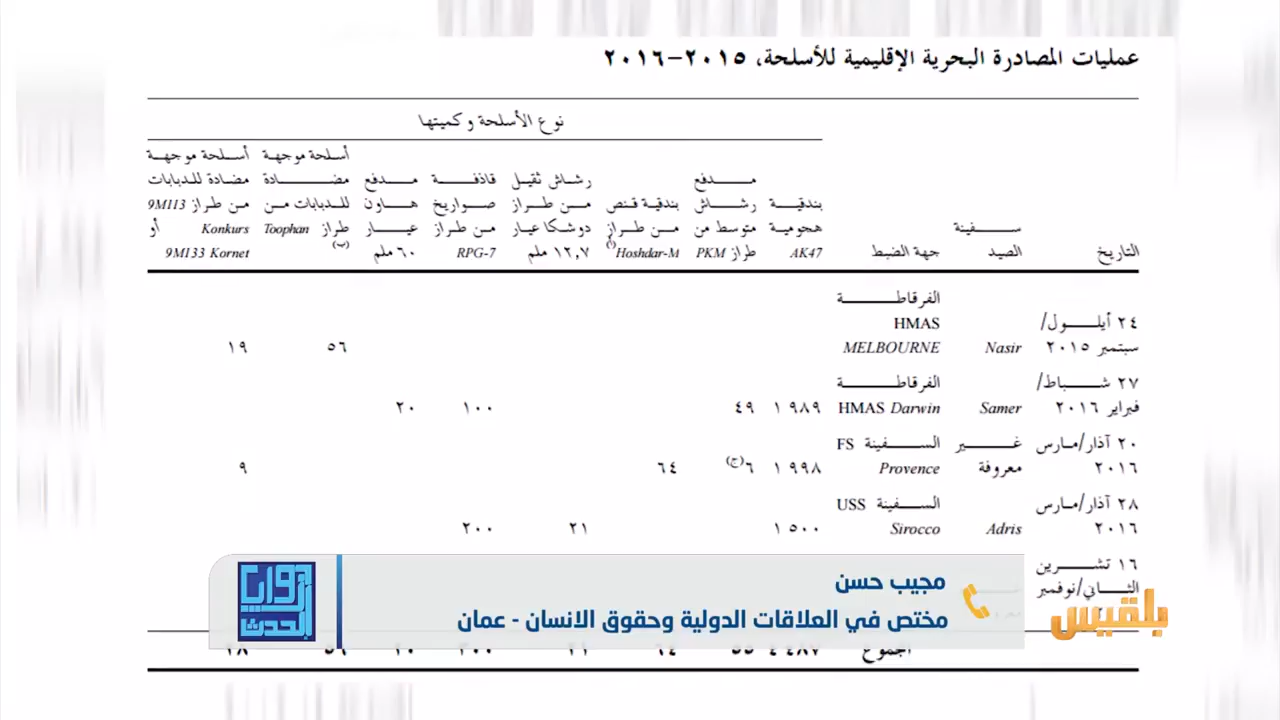 عمليات المصادرة البحرية الإقليمية للأسلحة، ٢٠١٥-٢٠١٦
نوع الأسلحة وكميتها
التاريخ
سفينة
الصيد
جهة الضبط
بندقية
هجومية
AK47
مدفع
رشاش
متوسط من
طراز PKM
بندقية قنص
من طراز
Hoshdar-M(أ)
رشاش ثقيل
من طراز
دوشكا عيار
١٢,٧ ملم
قاذفة
صواريخ
من طراز
RPG-7
مدفع
هاون
عيار
٦٠ ملم
أسلحة موجهة
مضادة
للدبابات من
طراز Toophan
(ب)
أسلحة موجهة
مضادة للدبابات
من طراز 9M113
Konkurs أو
9M133 Kornet
٢٤ أيلول/
سبتمبر ٢٠١٥
Nasir
الفرقاطة
HMAS
MELBOURNE
٥٦
١٩
٢٧ شباط/
فبراير ٢٠١٦
Samer
الفرقاطة
HMAS Darwin
١ ٩٨٩
٤٩
١٠٠
٢٠
٢٠ آذار/مارس
٢٠١٦
غير
معروفة
السفينة FS
Provence
١ ٩٩٨
٦(ج)
٦٤
٩
٢٨ آذار/مارس
٢٠١٦
Adris
السفينة USS
Sirocco
١ ٥٠٠
٢١
٢٠٠
١٦ تشرين
الثاني/نوفمبر
المجموع
مجيب حسن
مختص في العلاقات الدولية وحقوق الانسان - عمان
بلقيس